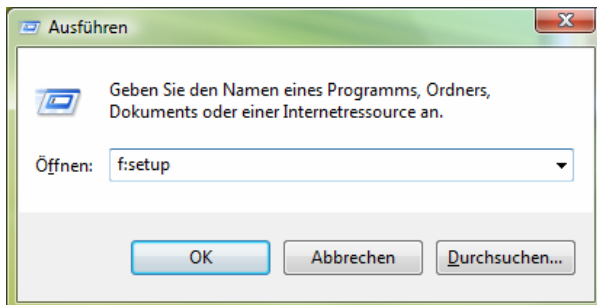 Ausführen
Geben Sie den Namen eines Programms, Ordners,
Dokuments oder einer Internetressource an.
Öffnen: f:setup
OK Abbrechen Durchsuchen...